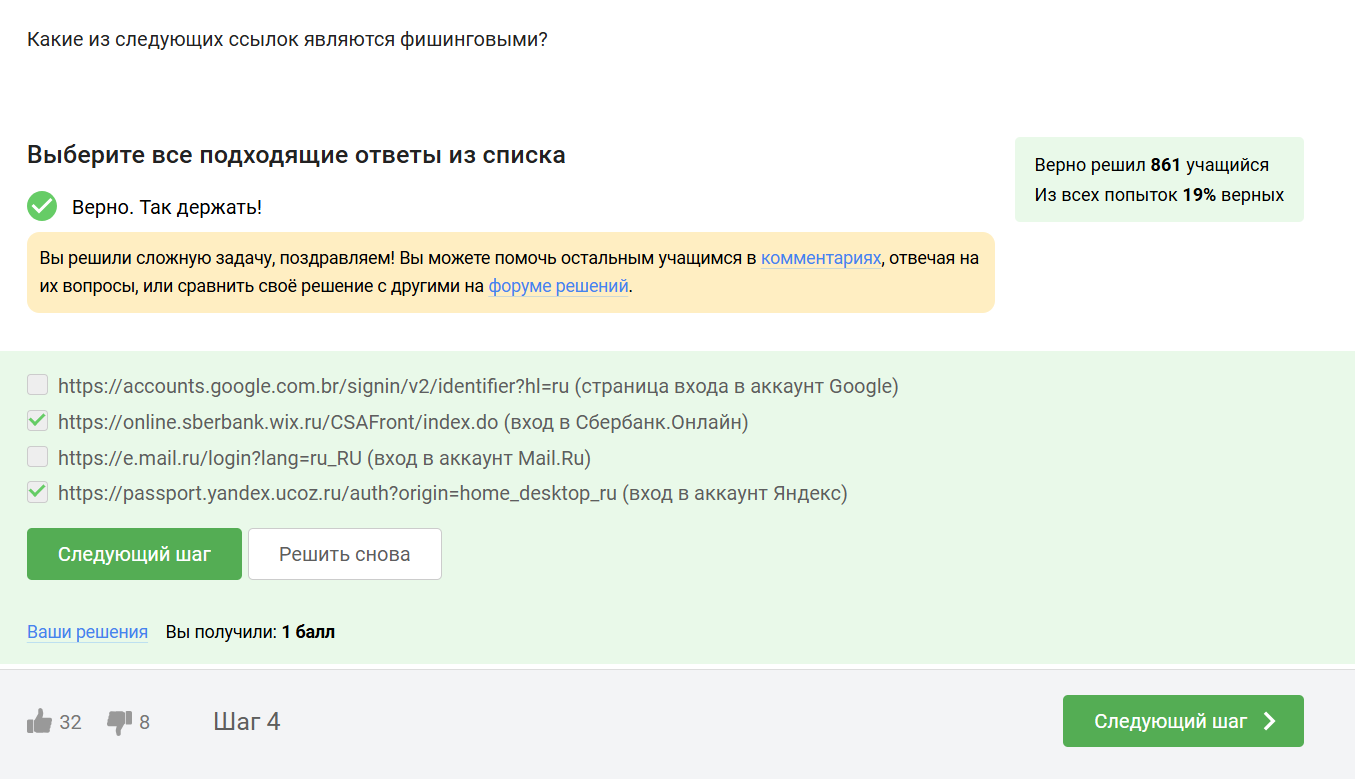 Какие из следующих ссылок являются фишинговыми?
Выберите все подходящие ответы из списка
Верно решил 861 учащийся
Из всех попыток 19% верных
Верно. Так держать!
Вы решили сложную задачу, поздравляем! Вы можете помочь остальным учащимся в комментариях, отвечая на
их вопросы, или сравнить своё решение с другими на форуме решений.
https://accounts.google.com.br/signin/v2/identifier?hl=ru (страница входа в аккаунт Google)
https://online.sberbank.wix.ru/CSAFront/index.do (вход в Сбербанк.Онлайн)
https://e.mail.ru/login?lang=ru_RU (вход в аккаунт Mail.Ru)
https://passport.yandex.ucoz.ru/auth?origin=home_desktop_ru (вход в аккаунт Яндекс)
Следующий шаг
Решить снова
Ваши решения Вы получили: 1 балл
32 8 Шаг 4 Следующий шаг